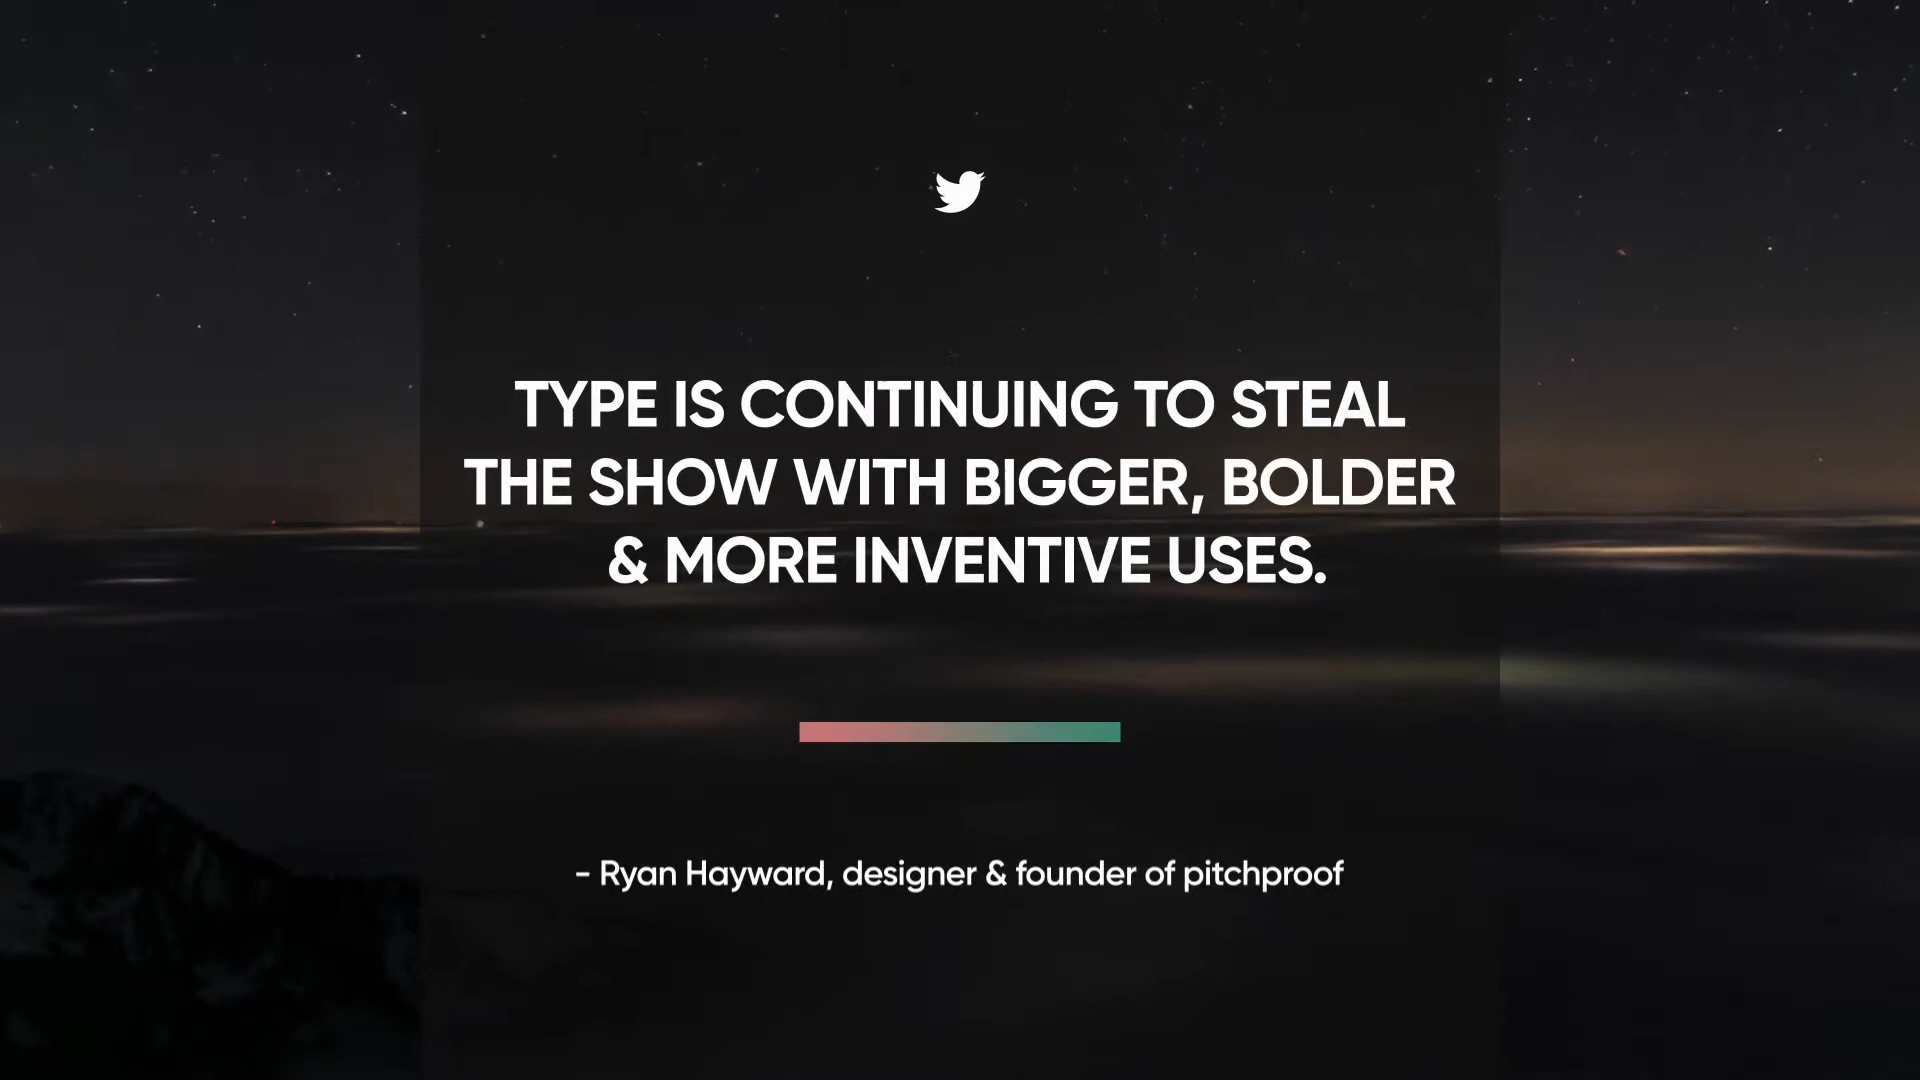 TYPE IS CONTINUING TO STEAL
THE SHOW WITH BIGGER, BOLDER
& MORE INVENTIVE USES.
- Ryan Hayward, designer & founder of pitchproof